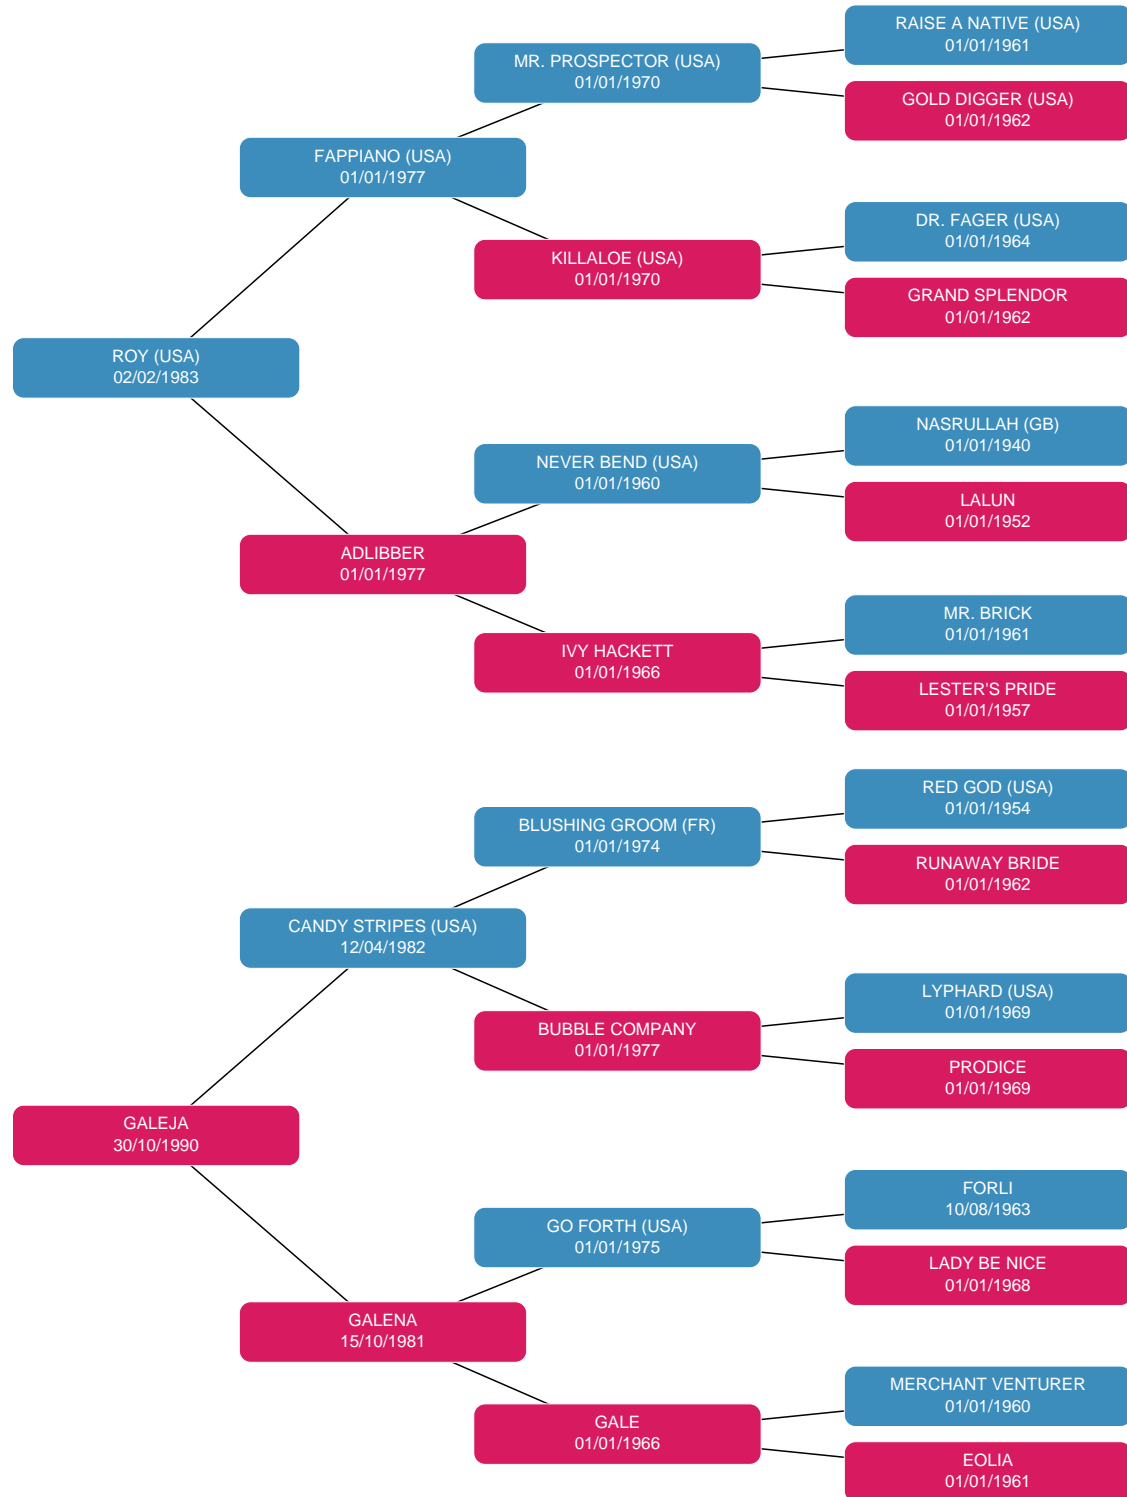 RAISE A NATIVE (USA)
01/01/1961
MR. PROSPECTOR (USA)
01/01/1970
GOLD DIGGER (USA)
01/01/1962
FAPPIANO (USA)
01/01/1977
DR. FAGER (USA)
01/01/1964
KILLALOE (USA)
01/01/1970
GRAND SPLENDOR
01/01/1962
ROY (USA)
02/02/1983
NASRULLAH (GB)
01/01/1940
NEVER BEND (USA)
01/01/1960
LALUN
01/01/1952
ADLIBBER
01/01/1977
MR. BRICK
01/01/1961
IVY HACKETT
01/01/1966
LESTER'S PRIDE
01/01/1957
RED GOD (USA)
01/01/1954
BLUSHING GROOM (FR)
01/01/1974
RUNAWAY BRIDE
01/01/1962
CANDY STRIPES (USA)
12/04/1982
LYPHARD (USA)
01/01/1969
BUBBLE COMPANY
01/01/1977
PRODICE
01/01/1969
GALEJA
30/10/1990
FORLI
10/08/1963
GO FORTH (USA)
01/01/1975
LADY BE NICE
01/01/1968
GALENA
15/10/1981
MERCHANT VENTURER
01/01/1960
GALE
01/01/1966
EOLIA
01/01/1961